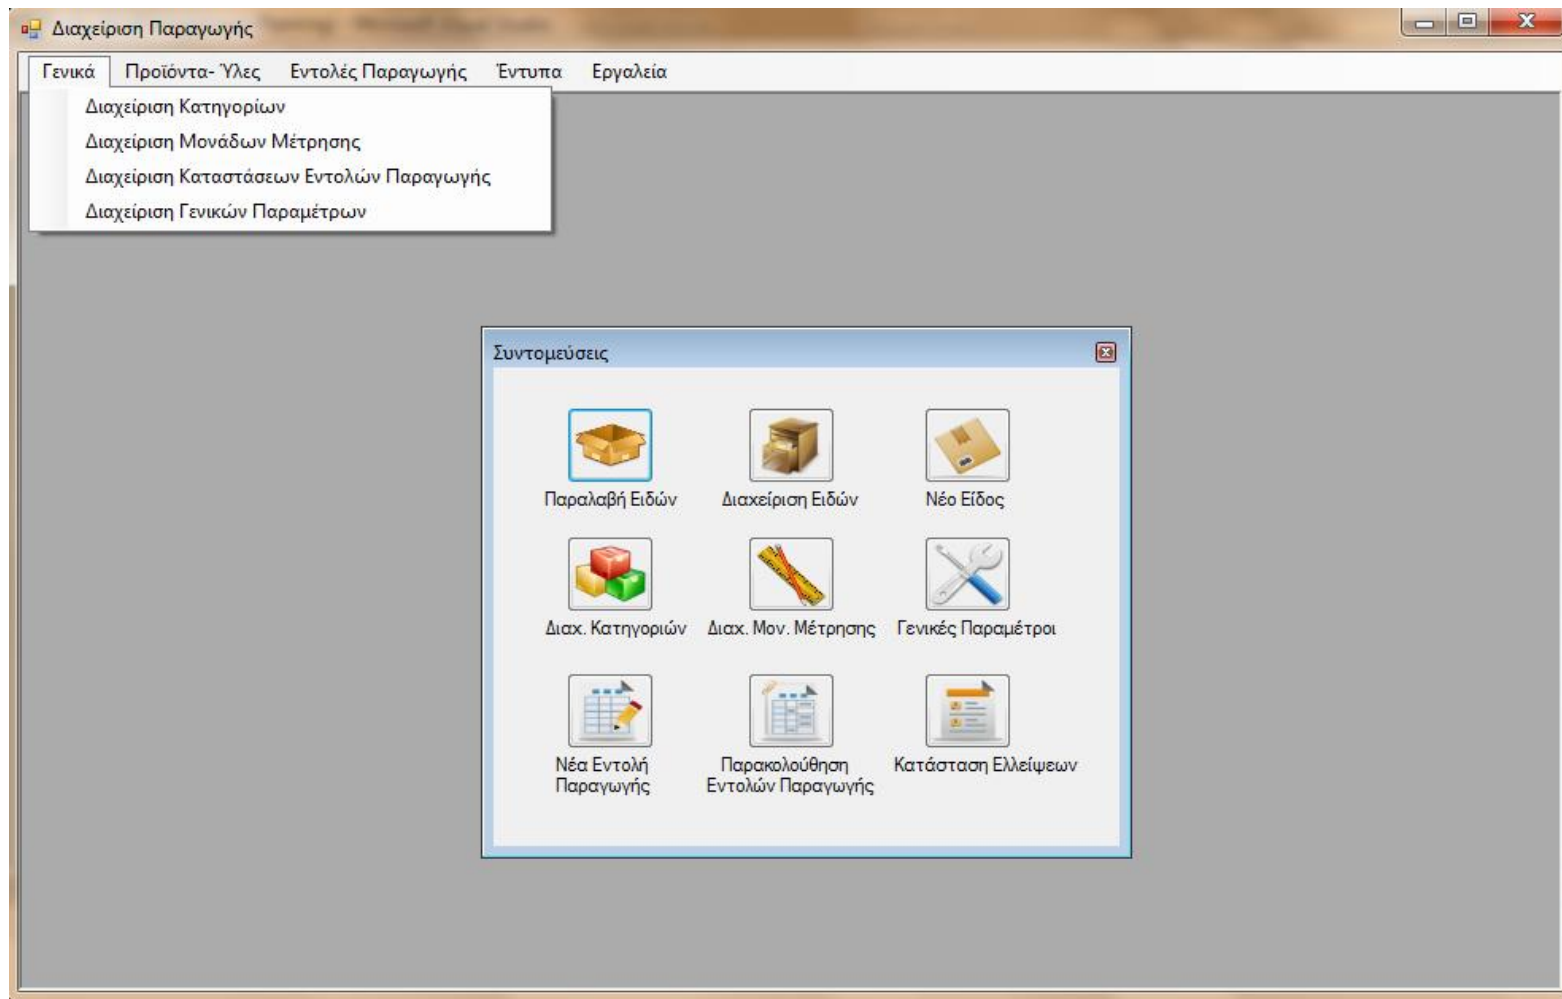 Διαχείριση Παραγωγής
Γενικά Προϊόντα- Ύλες Εντολές Παραγωγής Έντυπα Εργαλεία
Διαχείριση Κατηγορίων
Διαχείριση Μονάδων Μέτρησης
Διαχείριση Καταστάσεων Εντολών Παραγωγής
Διαχείριση Γενικών Παραμέτρων
Συντομεύσεις
Παραλαβή Ειδών Διαχείριση Ειδών Νέο Είδος
Διαχ. Κατηγοριών Διαχ. Μον. Μέτρησης Γενικές Παραμέτροι
Νέα Εντολή Παρακολούθηση Κατάσταση Ελλείψεων
Παραγωγής Εντολών Παραγωγής